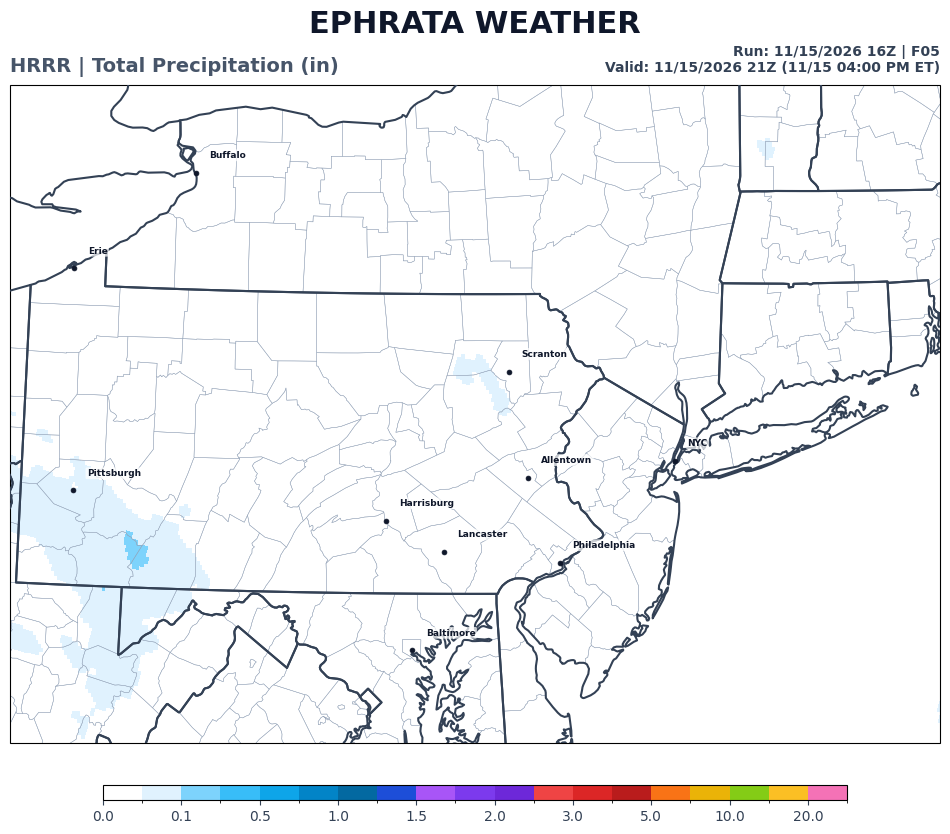 EPHRATA WEATHER
HRRR | Total Precipitation (in)
Run: 11/15/2026 16Z | F05
Valid: 11/15/2026 21Z (11/15 04:00 PM ET)
Buffalo
Erie
Scranton
NYC
Allentown
Pittsburgh
Harrisburg
Lancaster
Philadelphia
Baltimore
0.0 0.1 0.5 1.0 1.5 2.0 3.0 5.0 10.0 20.0